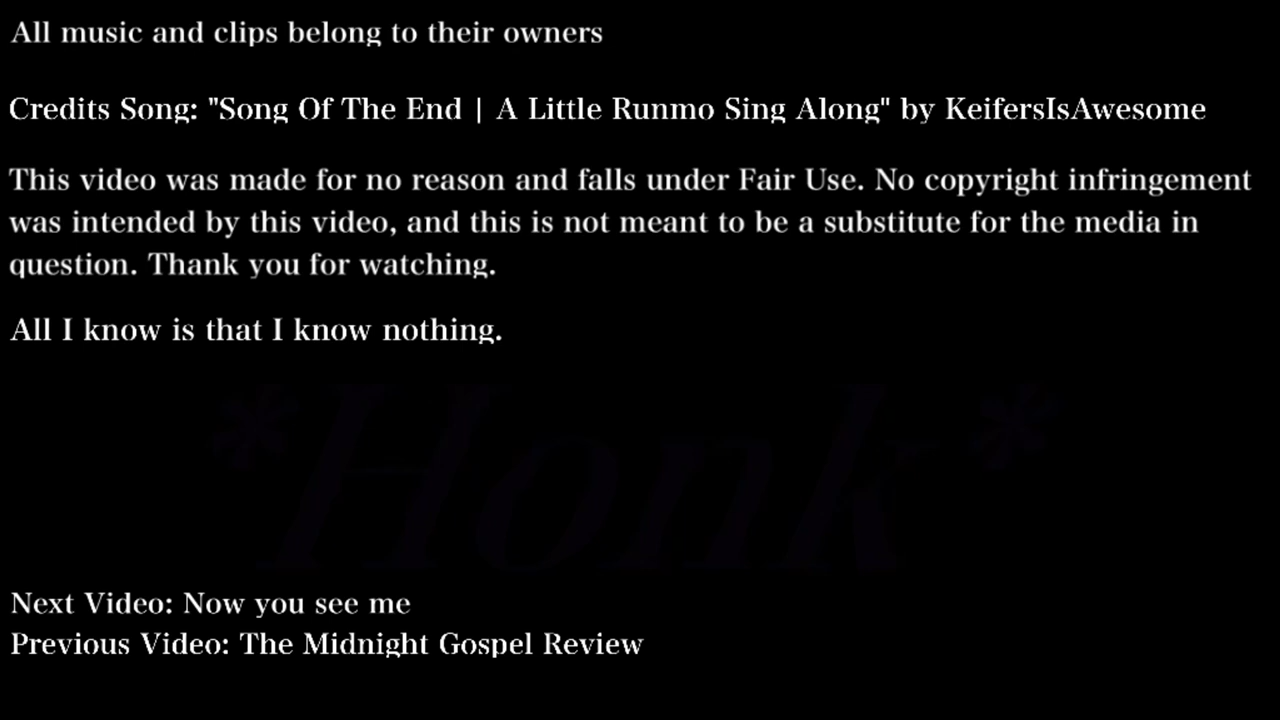 All music and clips belong to their owners
Credits Song: "Song Of The End | A Little Runmo Sing Along" by KeifersIsAwesome
This video was made for no reason and falls under Fair Use. No copyright infringement
was intended by this video, and this is not meant to be a substitute for the media in
question. Thank you for watching.
All I know is that I know nothing.
*Honk*
Next Video: Now you see me
Previous Video: The Midnight Gospel Review